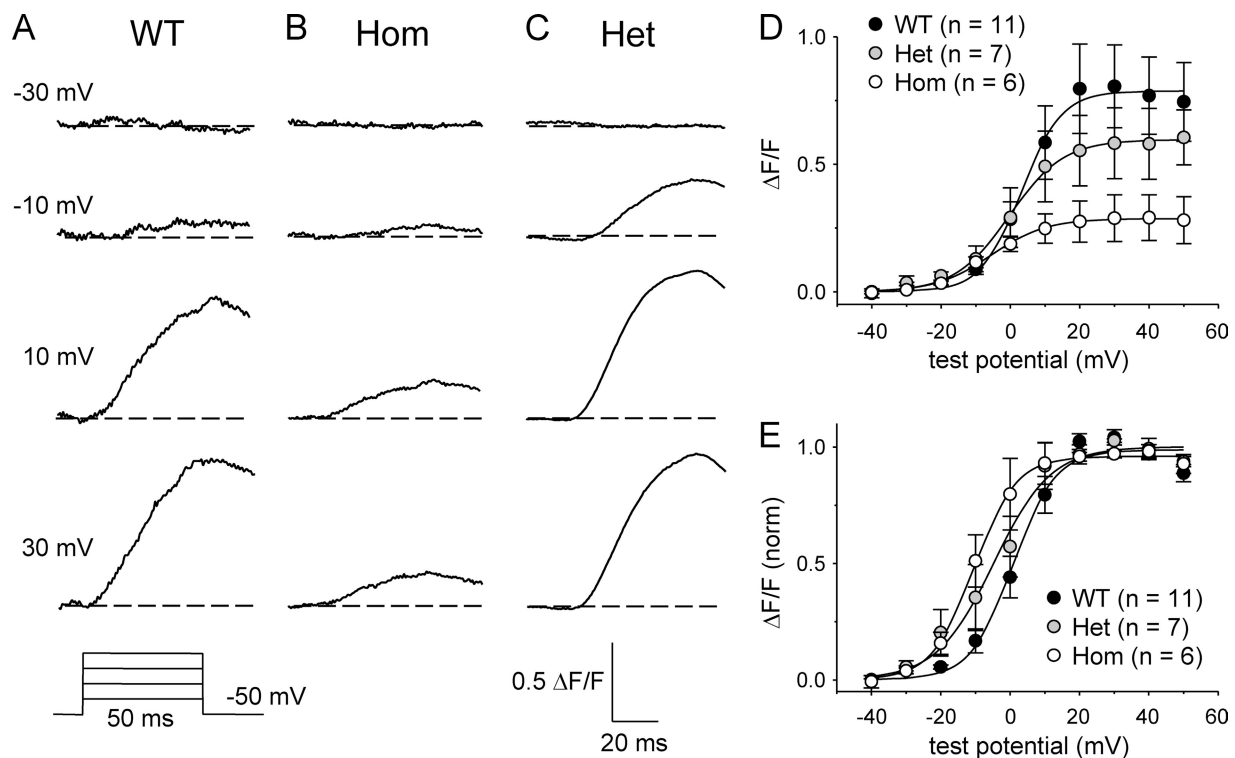 A WT
B Hom
C Het
-30 mV
-10 mV
10 mV
30 mV
-50 mV
50 ms
0.5 ΔF/F
20 ms
D
WT (n = 11)
Het (n = 7)
Hom (n = 6)
1.0
0.5
0.0
ΔF/F
-40 -20 0 20 40 60
test potential (mV)
E
1.0
0.5
0.0
ΔF/F (norm)
WT (n = 11)
Het (n = 7)
Hom (n = 6)
-40 -20 0 20 40 60
test potential (mV)